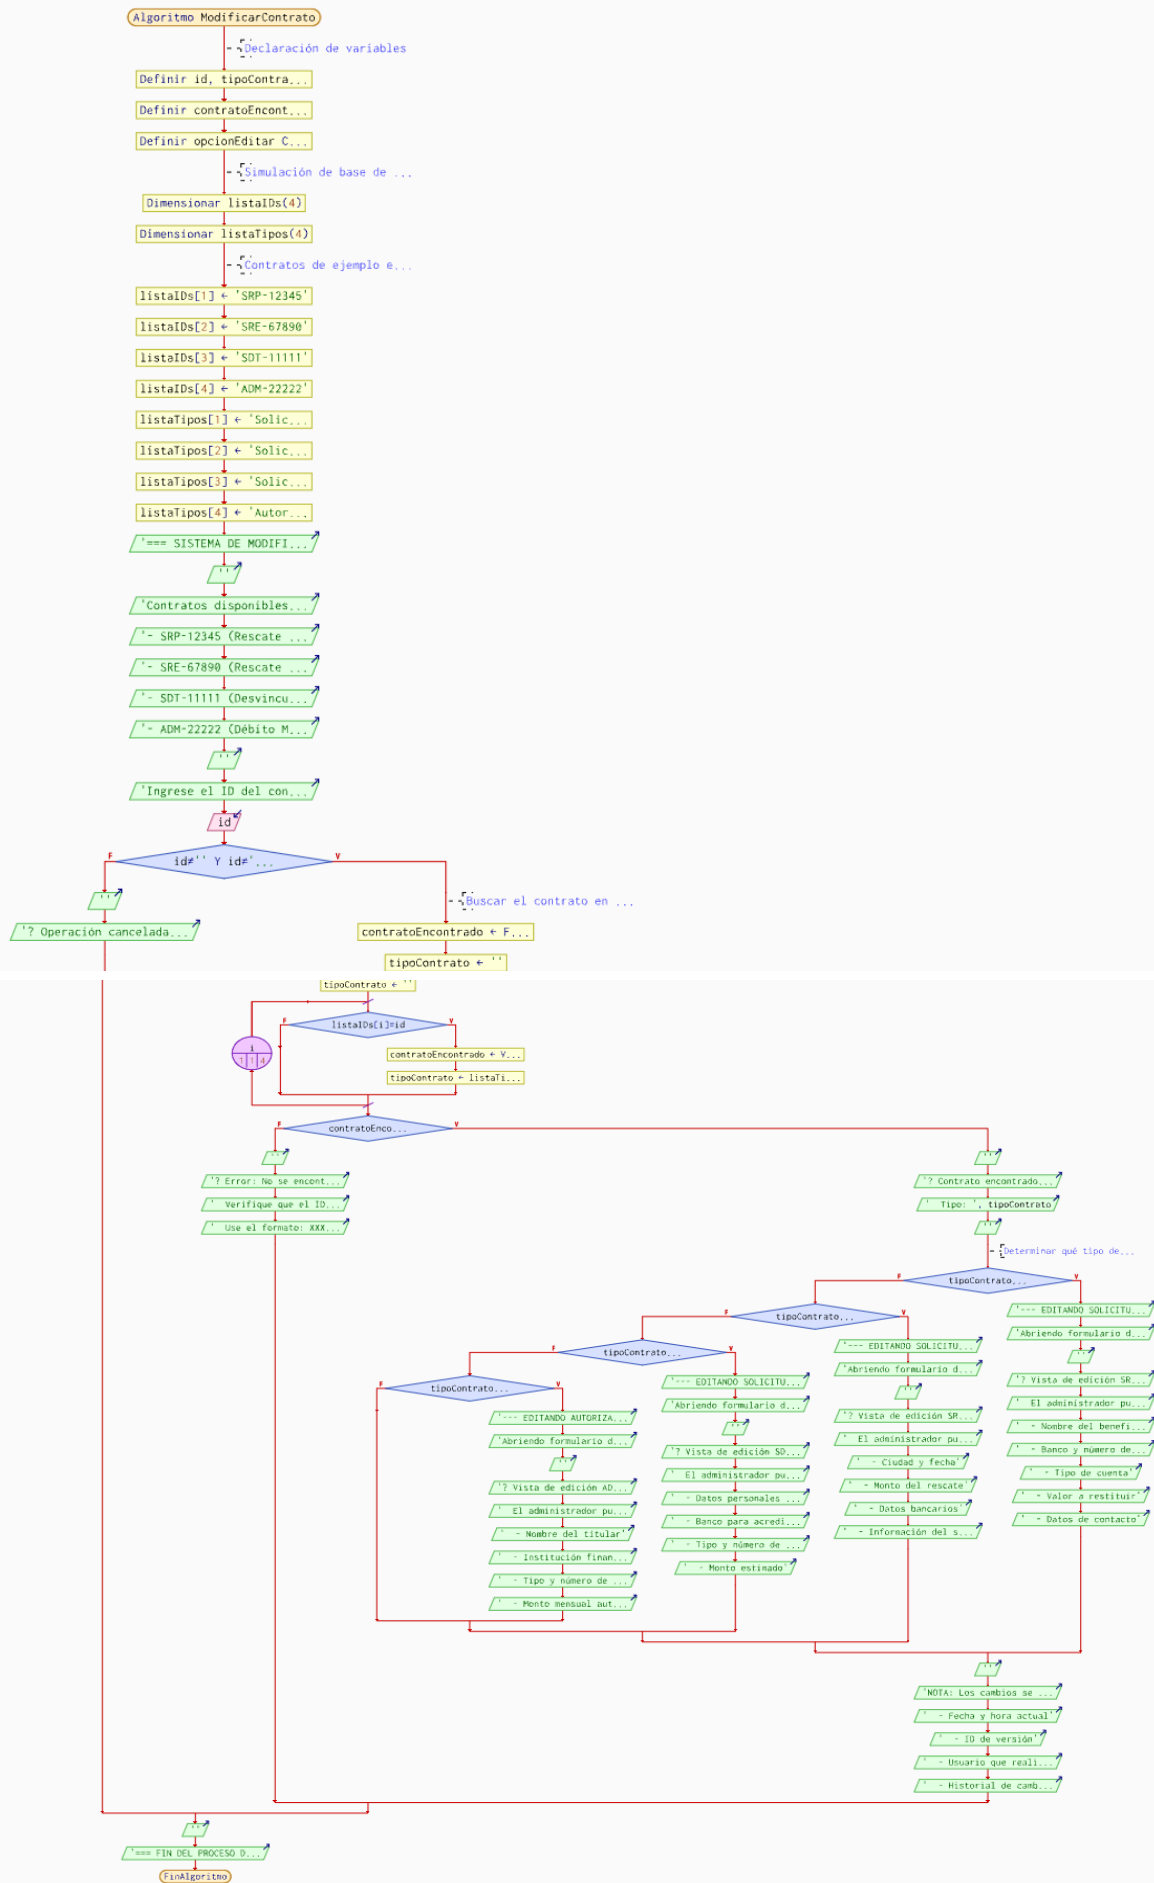 Algoritmo ModificarContrato
Declaración de variables
Definir id, tipoContra...
Definir contratoEncont...
Definir opcionEditar C...
Simulación de base de ...
Dimensionar listaIDs(4)
Dimensionar listaTipos(4)
Contratos de ejemplo e...
listaIDs[1] ← 'SRP-12345'
listaIDs[2] ← 'SRE-67890'
listaIDs[3] ← 'SDT-11111'
listaIDs[4] ← 'ADM-22222'
listaTipos[1] ← 'Solic...
listaTipos[2] ← 'Solic...
listaTipos[3] ← 'Solic...
listaTipos[4] ← 'Autor...
'=== SISTEMA DE MODIFI...
''
'Contratos disponibles...
'- SRP-12345 (Rescate ...
'- SRE-67890 (Rescate ...
'- SDT-11111 (Desvincu...
'- ADM-22222 (Débito M...
''
'Ingrese el ID del con...
id
F
id≠'' Y id≠'...
V
''
Buscar el contrato en ...
'? Operación cancelada...
contratoEncontrado ← F...
tipoContrato ← ''
tipoContrato ← ''
F
listaIDs[i]=id
V
i
1 1 4
contratoEncontrado ← V...
tipoContrato ← listaTi...
F
contratoEnco...
V
''
'? Error: No se encont...
'  Verifique que el ID...
'  Use el formato: XXX...
''
'? Contrato encontrado...
'  Tipo: ', tipoContrato
''
Determinar qué tipo de...
F
tipoContrato...
V
F
tipoContrato...
V
F
tipoContrato...
V
F
tipoContrato...
V
'--- EDITANDO AUTORIZA...
'Abriendo formulario d...
''
'? Vista de edición AD...
'  El administrador pu...
'  - Nombre del titular'
'  - Institución finan...
'  - Tipo y número de ...
'  - Monto mensual aut...
'--- EDITANDO SOLICITU...
'Abriendo formulario d...
''
'? Vista de edición SD...
'  El administrador pu...
'  - Datos personales ...
'  - Banco para acredi...
'  - Tipo y número de ...
'  - Monto estimado'
'--- EDITANDO SOLICITU...
'Abriendo formulario d...
''
'? Vista de edición SR...
'  El administrador pu...
'  - Ciudad y fecha'
'  - Monto del rescate'
'  - Datos bancarios'
'  - Información del s...
'--- EDITANDO SOLICITU...
'Abriendo formulario d...
''
'? Vista de edición SR...
'  El administrador pu...
'  - Nombre del benefi...
'  - Banco y número de...
'  - Tipo de cuenta'
'  - Valor a restituir'
'  - Datos de contacto'
''
'NOTA: Los cambios se ...
'  - Fecha y hora actual'
'  - ID de versión'
'  - Usuario que reali...
'  - Historial de camb...
''
'=== FIN DEL PROCESO D...
FinAlgoritmo